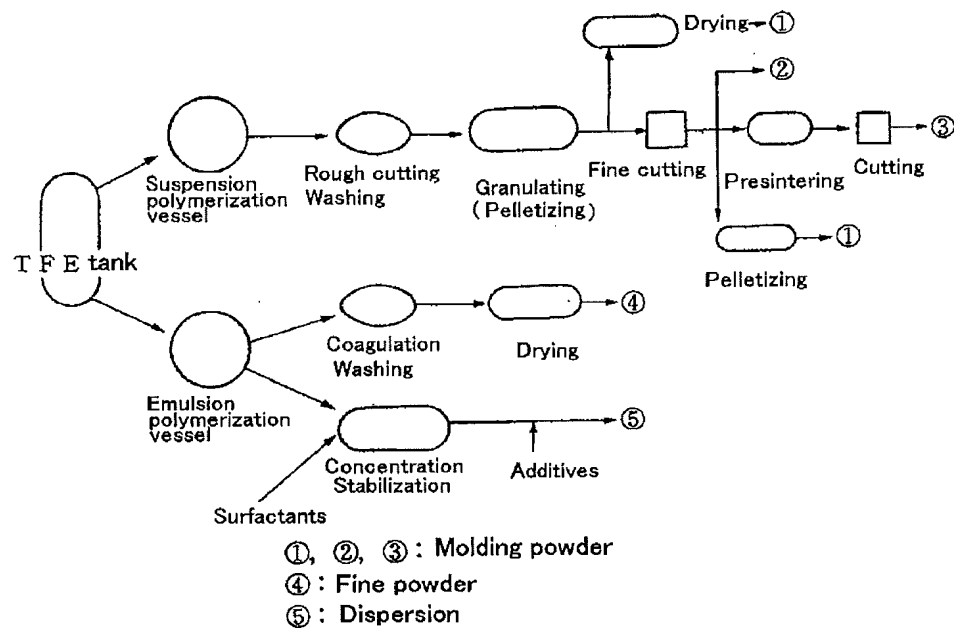 Drying
①
②
③
Suspension
polymerization
vessel
Rough cutting
Washing
Granulating
(Pelletizing)
Fine cutting
Presintering
Cutting
①
Pelletizing
TFE tank
④
Coagulation
Washing
Drying
Emulsion
polymerization
vessel
⑤
Concentration
Stabilization
Additives
Surfactants
①, ②, ③: Molding powder
④: Fine powder
⑤: Dispersion